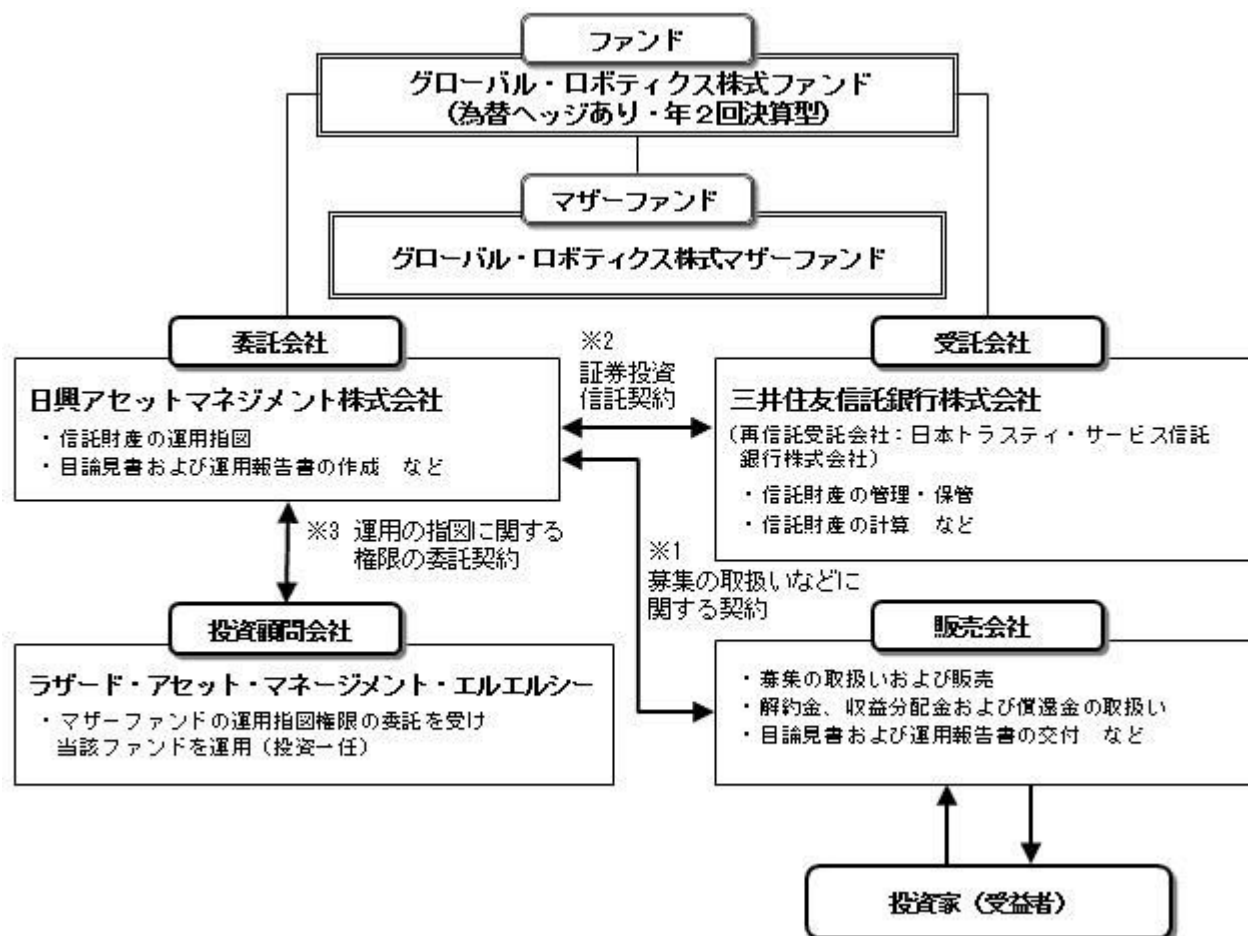 ファンド
グローバル・ロボティクス株式ファンド
(為替ヘッジあり・年２回決算型)
マザーファンド
グローバル・ロボティクス株式マザーファンド
委託会社
日興アセットマネジメント株式会社
・信託財産の運用指図
・目論見書および運用報告書の作成　など
※2
証券投資
信託契約
受託会社
三井住友信託銀行株式会社
（再信託受託会社：日本トラスティ・サービス信託
銀行株式会社）
・信託財産の管理・保管
・信託財産の計算　など
※3 運用の指図に関する
権限の委託契約
※1
募集の取扱いなどに
関する契約
投資顧問会社
ラザード・アセット・マネージメント・エルエルシー
・マザーファンドの運用指図権限の委託を受け
当該ファンドを運用（投資一任）
販売会社
・募集の取扱いおよび販売
・解約金、収益分配金および償還金の取扱い
・目論見書および運用報告書の交付　など
投資家（受益者）